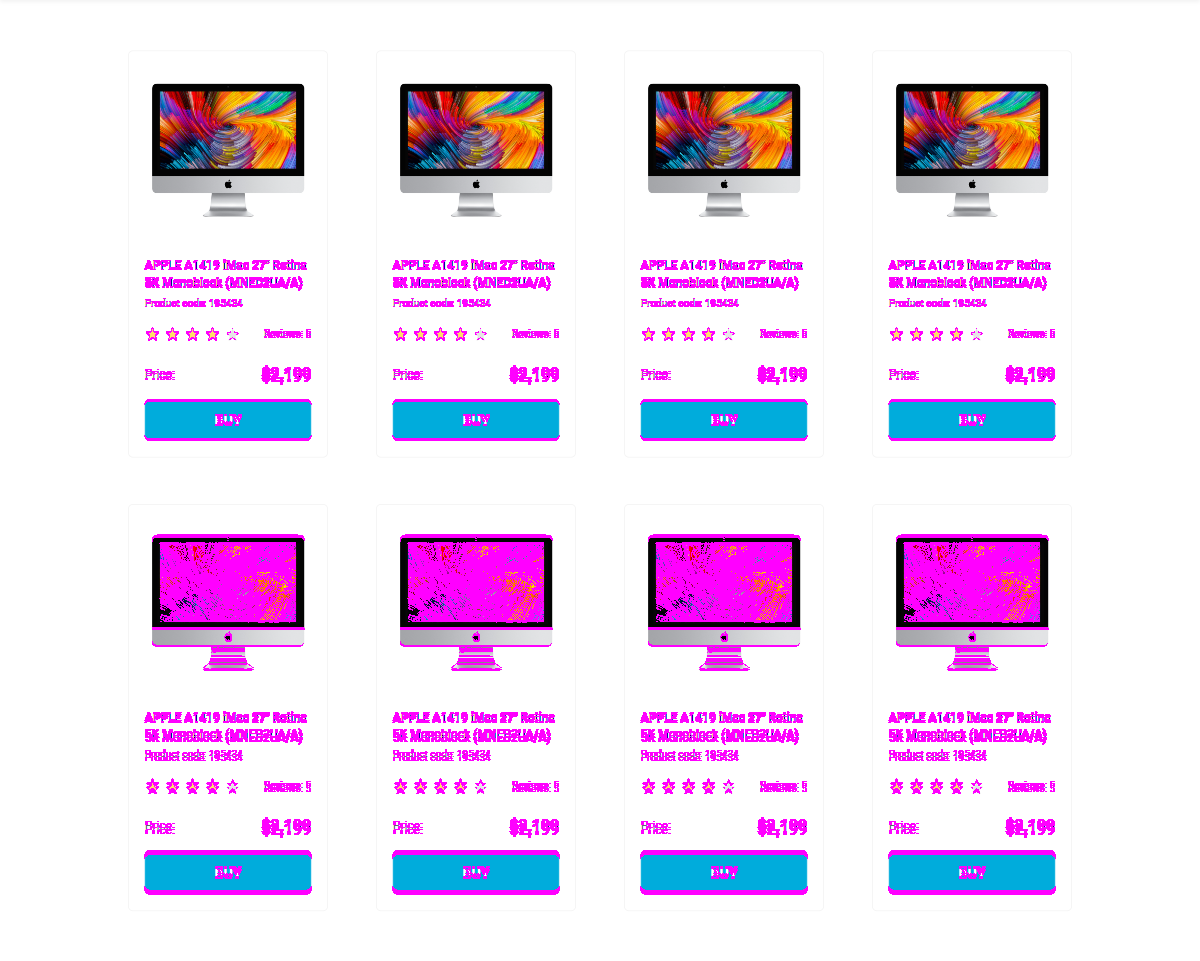 APPLE A1419 iMac 27" Retina
5K Monoblock (MNED2UA/A)
Product code: 195434
Reviews: 5
Price:
$2,199
BUY
APPLE A1419 iMac 27" Retina
5K Monoblock (MNED2UA/A)
Product code: 195434
Reviews: 5
Price:
$2,199
BUY
APPLE A1419 iMac 27" Retina
5K Monoblock (MNED2UA/A)
Product code: 195434
Reviews: 5
Price:
$2,199
BUY
APPLE A1419 iMac 27" Retina
5K Monoblock (MNED2UA/A)
Product code: 195434
Reviews: 5
Price:
$2,199
BUY
APPLE A1419 iMac 27" Retina
5K Monoblock (MNED2UA/A)
Product code: 195434
Reviews: 5
Price:
$2,199
BUY
APPLE A1419 iMac 27" Retina
5K Monoblock (MNED2UA/A)
Product code: 195434
Reviews: 5
Price:
$2,199
BUY
APPLE A1419 iMac 27" Retina
5K Monoblock (MNED2UA/A)
Product code: 195434
Reviews: 5
Price:
$2,199
BUY
APPLE A1419 iMac 27" Retina
5K Monoblock (MNED2UA/A)
Product code: 195434
Reviews: 5
Price:
$2,199
BUY